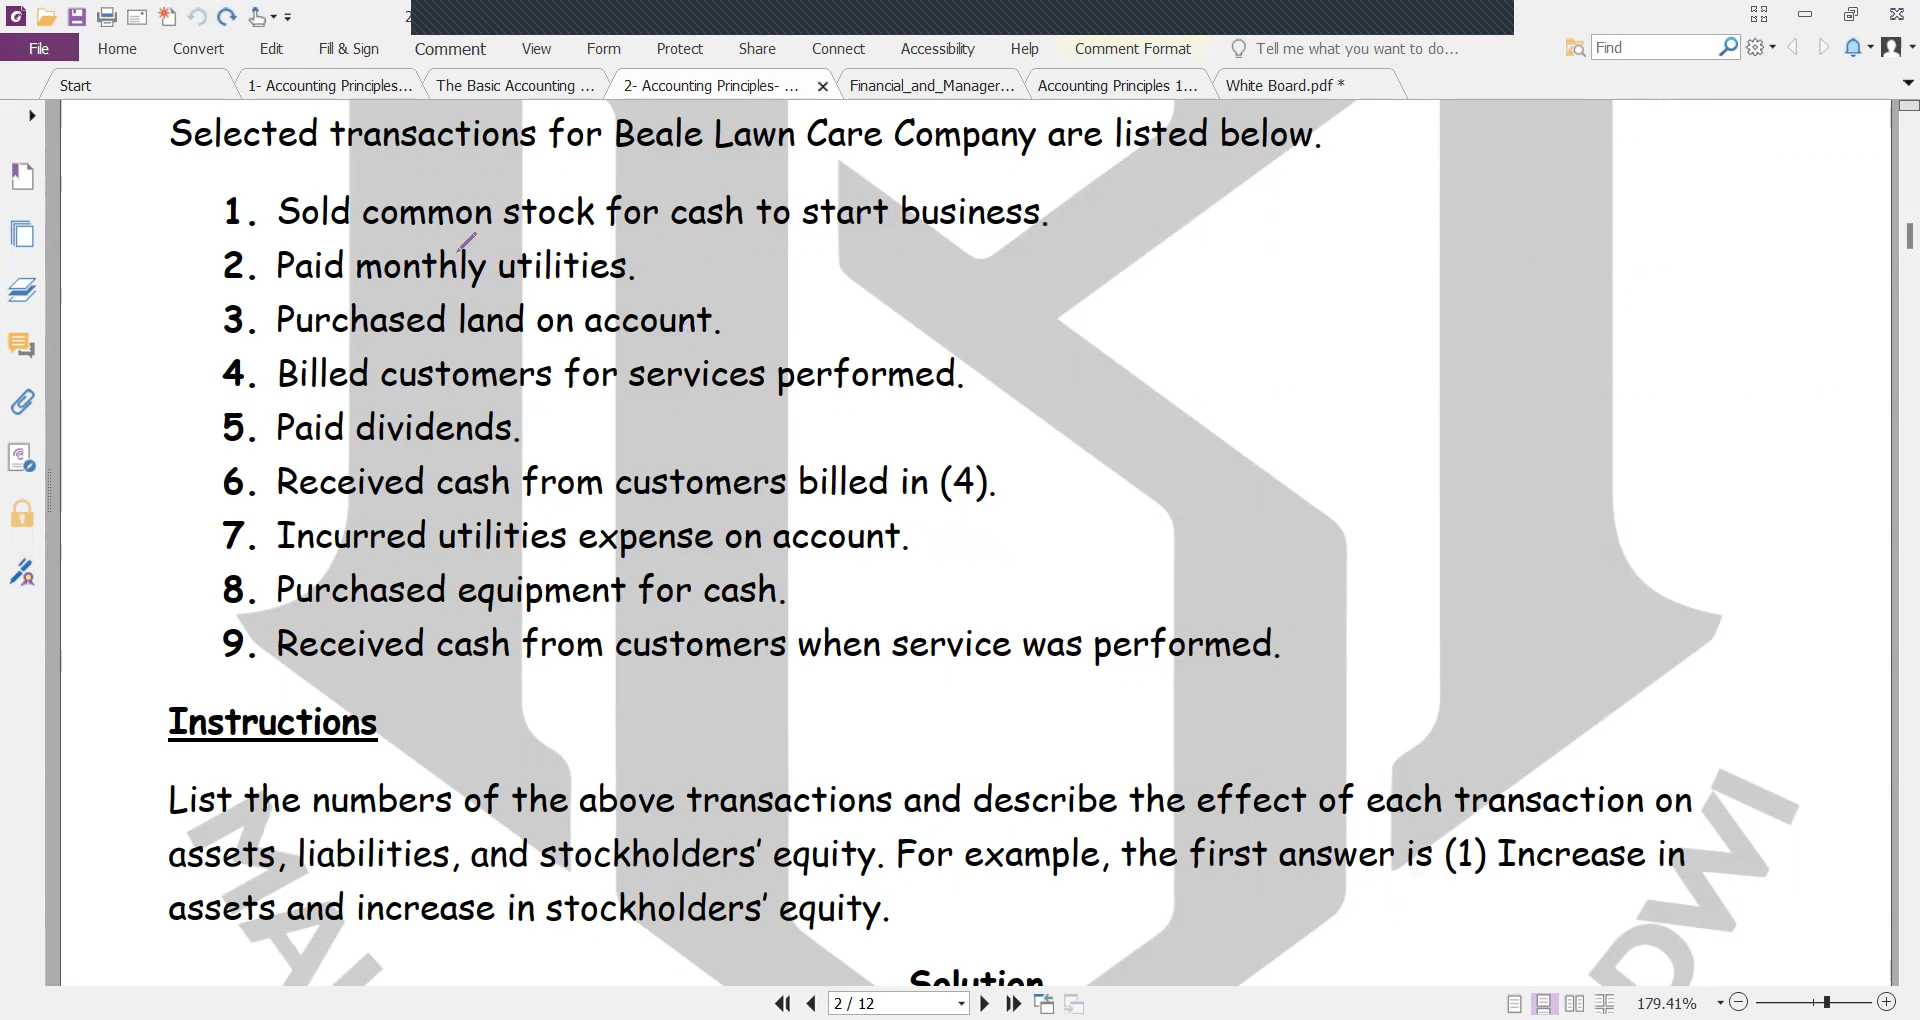 2
File Home Convert Edit Fill & Sign Comment View Form Protect Share Connect Accessibility Help Comment Format Tell me what you want to do... Find
Start 1- Accounting Principles... The Basic Accounting ... 2- Accounting Principles- ... Financial_and_Manager... Accounting Principles 1... White Board.pdf *
Selected transactions for Beale Lawn Care Company are listed below.
1. Sold common stock for cash to start business.
2. Paid monthly utilities.
3. Purchased land on account.
4. Billed customers for services performed.
5. Paid dividends.
6. Received cash from customers billed in (4).
7. Incurred utilities expense on account.
8. Purchased equipment for cash.
9. Received cash from customers when service was performed.
Instructions
List the numbers of the above transactions and describe the effect of each transaction on
assets, liabilities, and stockholders’ equity. For example, the first answer is (1) Increase in
assets and increase in stockholders’ equity.
Solution
2 / 12 179.41%